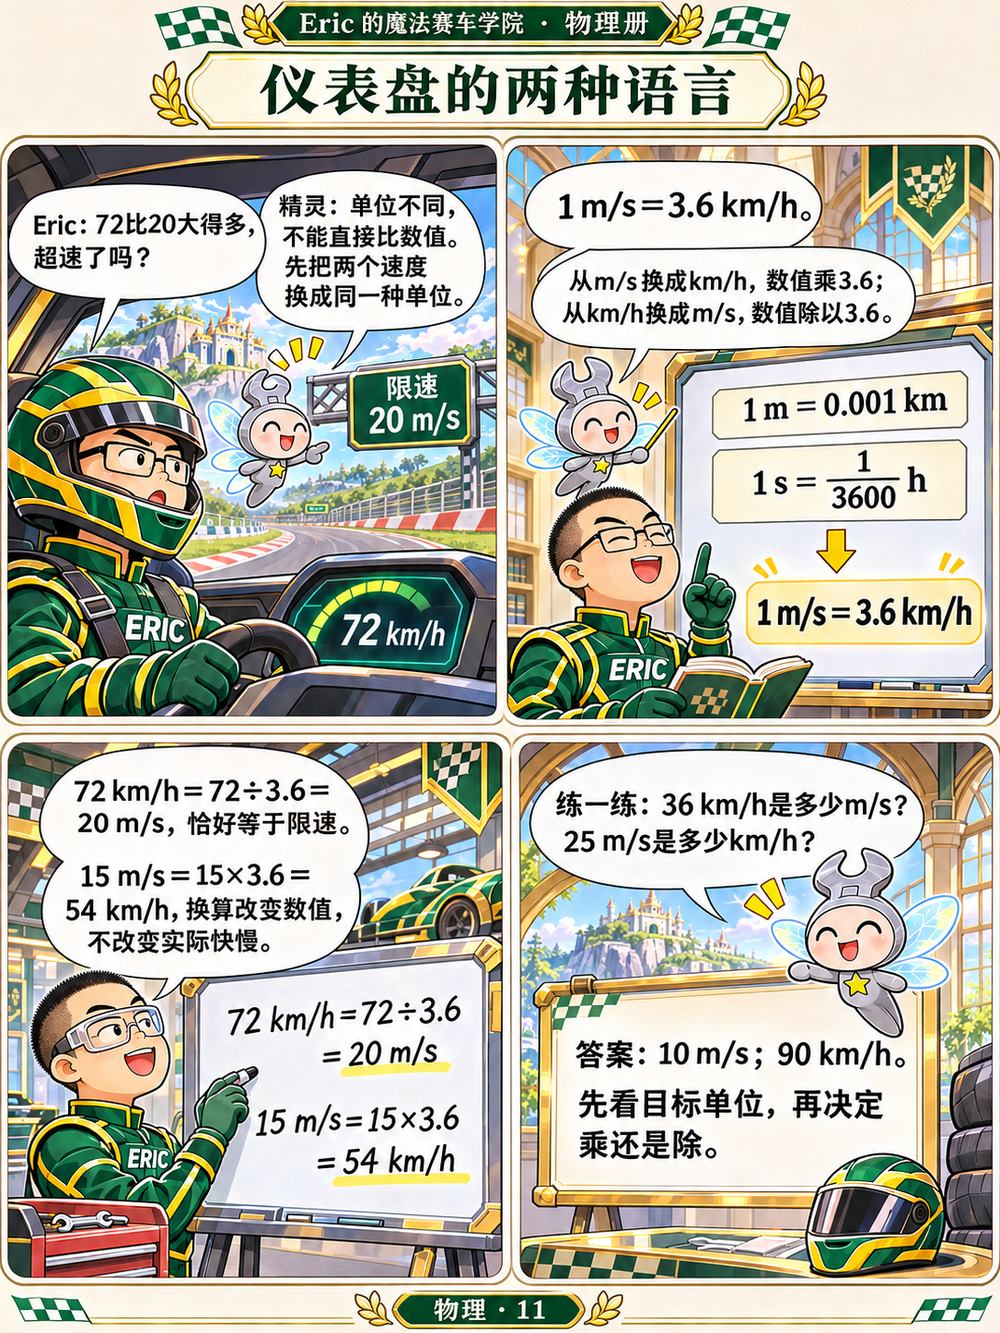 Eric 的魔法赛车学院 · 物理册
仪表盘的两种语言
Eric：72比20大得多，
超速了吗？
精灵：单位不同，
不能直接比数值。
先把两个速度
换成同一种单位。
限速
20 m/s
ERIC
72 km/h
1 m/s＝3.6 km/h。
从m/s换成km/h，数值乘3.6；
从km/h换成m/s，数值除以3.6。
1 m = 0.001 km
1 s = 1/3600 h
1 m/s = 3.6 km/h
ERIC
72 km/h＝72÷3.6＝
20 m/s，恰好等于限速。
15 m/s＝15×3.6＝
54 km/h，换算改变数值，
不改变实际快慢。
72 km/h=72÷3.6
= 20 m/s
15 m/s=15×3.6
= 54 km/h
ERIC
练一练：36 km/h是多少m/s？
25 m/s是多少km/h？
答案：10 m/s；90 km/h。
先看目标单位，再决定
乘还是除。
物理 · 11